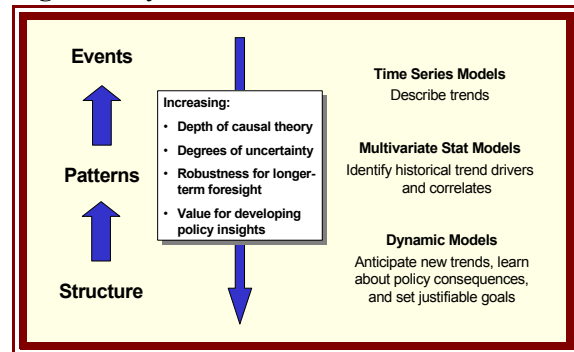 Events
Patterns
Structure
Increasing:
• Depth of causal theory
• Degrees of uncertainty
• Robustness for longer-
term foresight
• Value for developing
policy insights
Time Series Models
Describe trends
Multivariate Stat Models
Identify historical trend drivers
and correlates
Dynamic Models
Anticipate new trends, learn
about policy consequences,
and set justifiable goals